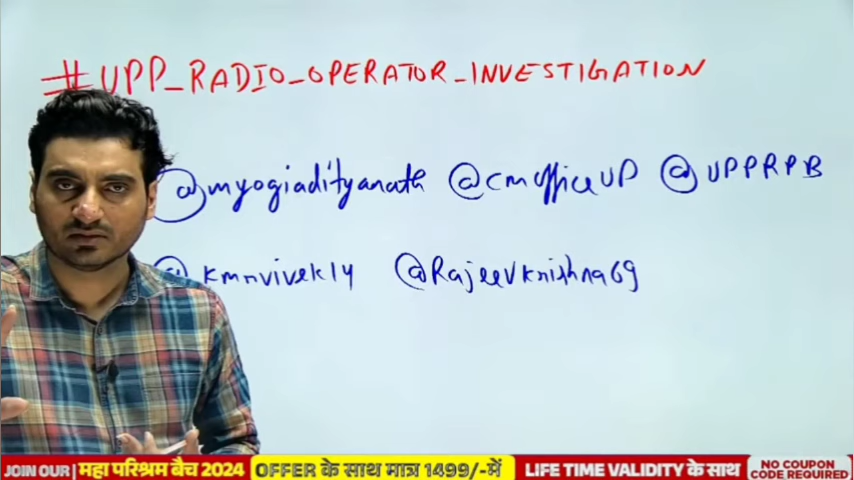 #UPP_RADIO_OPERATOR_INVESTIGATION
@myogiadityanath @cmofficeUP @UPPRPB
@kmnvivek14 @Rajeevkrishna69
JOIN OUR | महा परिश्रम बैच 2024 OFFER के साथ मात्र 1499/-में LIFE TIME VALIDITY के साथ NO COUPON
CODE REQUIRED